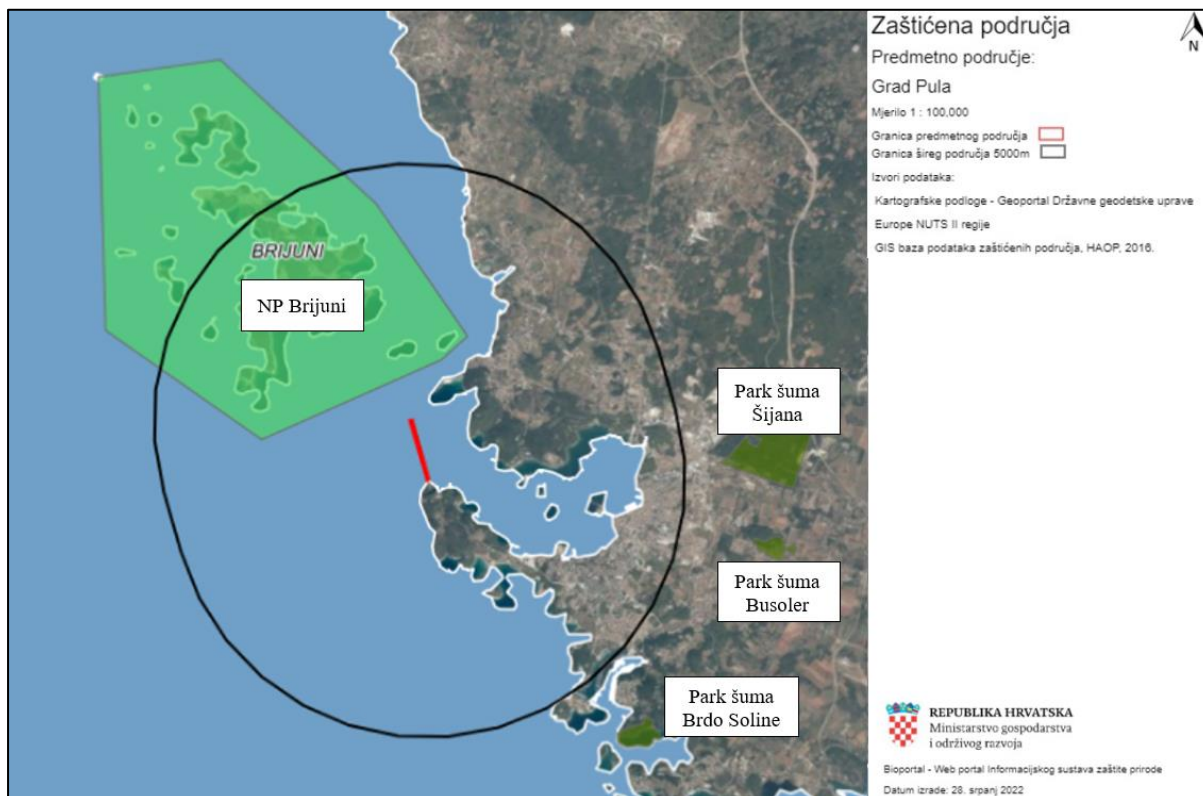 BRIJUNI
NP Brijuni
Park šuma
Šijana
Park šuma
Busoler
Park šuma
Brdo Soline
Zaštićena područja
N
Predmetno područje:
Grad Pula
Mjerilo 1 : 100,000
Granica predmetnog područja
Granica šireg područja 5000m
Izvori podataka:
Kartografske podloge - Geoportal Državne geodetske uprave
Europe NUTS II regije
GIS baza podataka zaštićenih područja, HAOP, 2016.
REPUBLIKA HRVATSKA
Ministarstvo gospodarstva
i održivog razvoja
Bioportal - Web portal Informacijskog sustava zaštite prirode
Datum izrade: 28. srpanj 2022